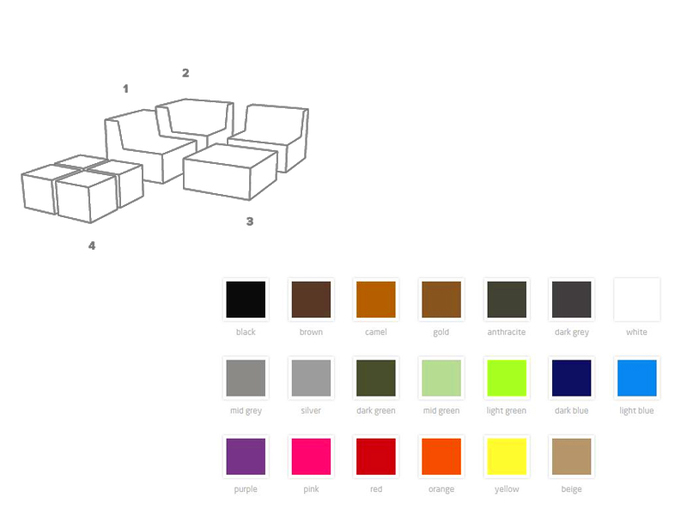 2
1
3
4
black brown camel gold anthracite dark grey white
mid grey silver dark green mid green light green dark blue light blue
purple pink red orange yellow beige